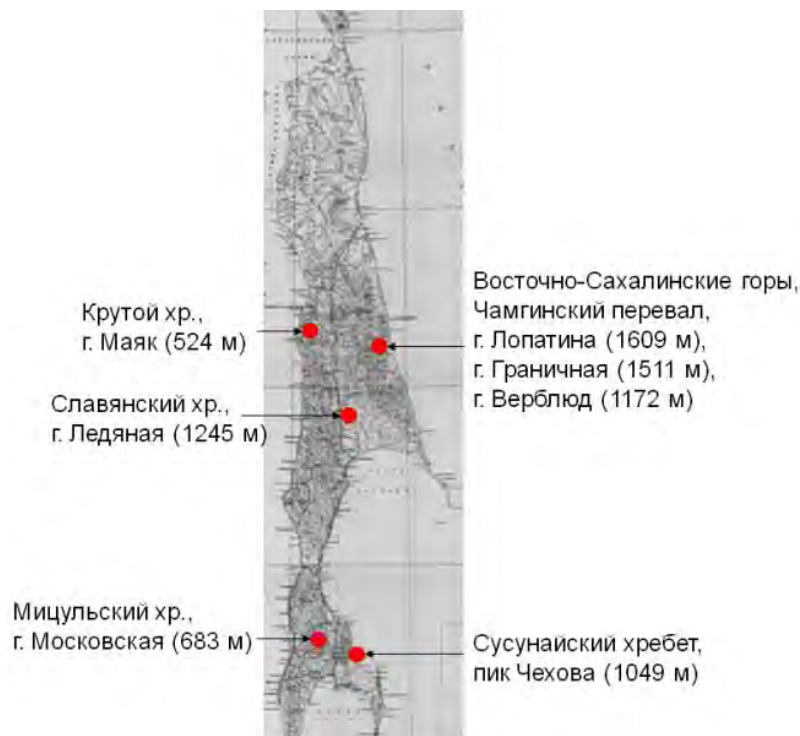 Крутой хр.,
г. Маяк (524 м)
Славянский хр.,
г. Ледяная (1245 м)
Мицульский хр.,
г. Московская (683 м)
Восточно-Сахалинские горы,
Чамгинский перевал,
г. Лопатина (1609 м),
г. Граничная (1511 м),
г. Верблюд (1172 м)
Сусунайский хребет,
пик Чехова (1049 м)